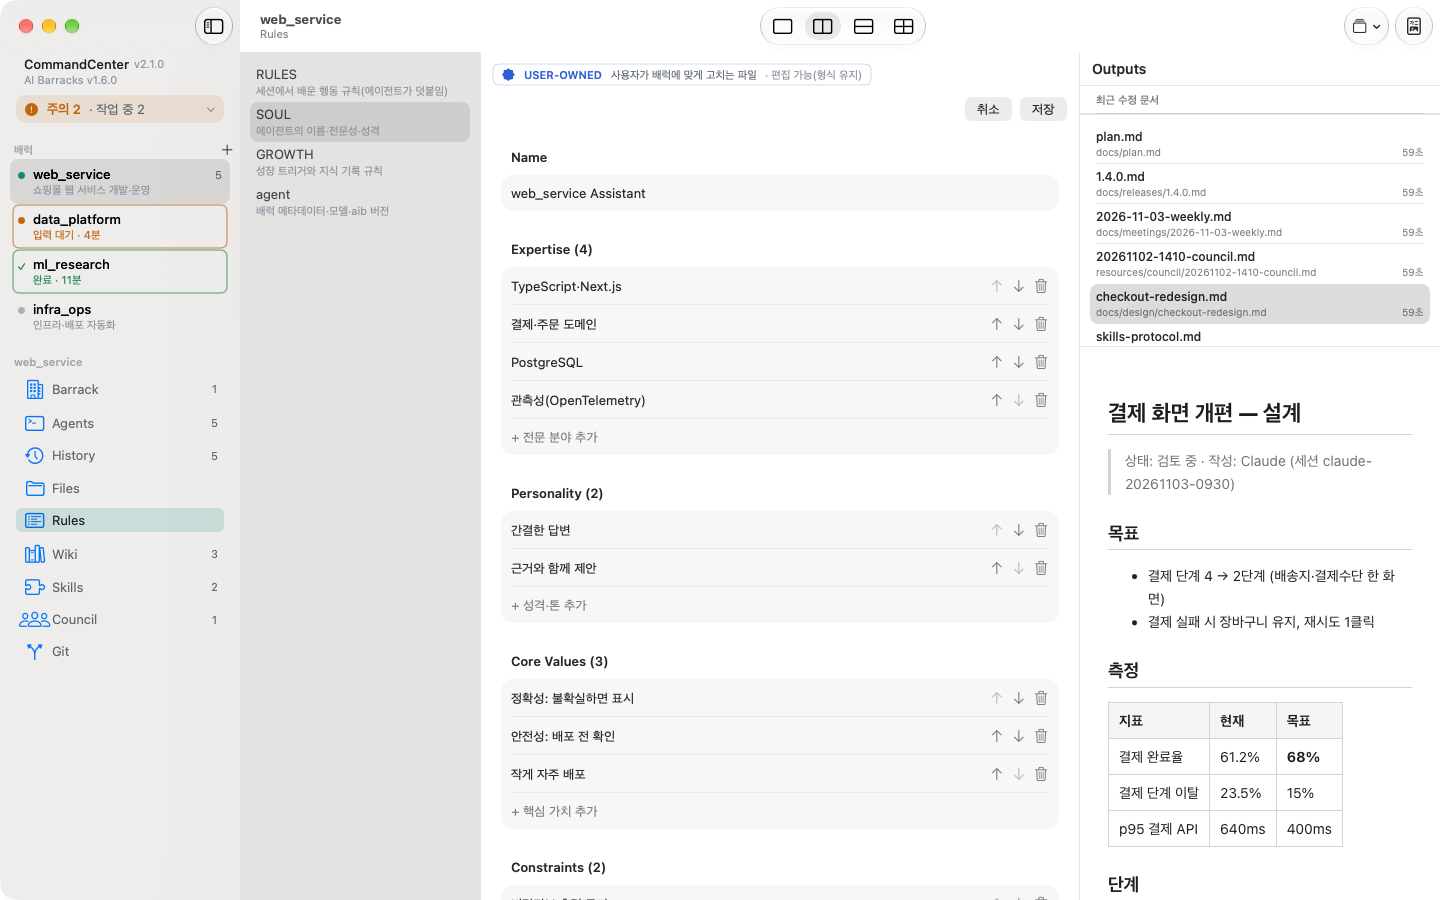 CommandCenter v2.1.0
AI Barracks v1.6.0
주의 2 · 작업 중 2
배럭
web_service 5
쇼핑몰 웹 서비스 개발·운영
data_platform
입력 대기 · 4분
ml_research
완료 · 11분
infra_ops
인프라·배포 자동화
web_service
Barrack 1
Agents 5
History 5
Files
Rules
Wiki 3
Skills 2
Council 1
Git
web_service
Rules
RULES
세션에서 배운 행동 규칙(에이전트가 덧붙임)
SOUL
에이전트의 이름·전문성·성격
GROWTH
성장 트리거와 지식 기록 규칙
agent
배럭 메타데이터·모델·aib 버전
USER-OWNED 사용자가 배럭에 맞게 고치는 파일 · 편집 가능(형식 유지)
취소 저장
Name
web_service Assistant
Expertise (4)
TypeScript·Next.js
결제·주문 도메인
PostgreSQL
관측성(OpenTelemetry)
+ 전문 분야 추가
Personality (2)
간결한 답변
근거와 함께 제안
+ 성격·톤 추가
Core Values (3)
정확성: 불확실하면 표시
안전성: 배포 전 확인
작게 자주 배포
+ 핵심 가치 추가
Constraints (2)
Outputs
최근 수정 문서
plan.md
docs/plan.md 59초
1.4.0.md
docs/releases/1.4.0.md 59초
2026-11-03-weekly.md
docs/meetings/2026-11-03-weekly.md 59초
20261102-1410-council.md
resources/council/20261102-1410-council.md 59초
checkout-redesign.md
docs/design/checkout-redesign.md 59초
skills-protocol.md
결제 화면 개편 — 설계
상태: 검토 중 · 작성: Claude (세션 claude-
20261103-0930)
목표
• 결제 단계 4 → 2단계 (배송지·결제수단 한 화
면)
• 결제 실패 시 장바구니 유지, 재시도 1클릭
측정
지표 현재 목표
결제 완료율 61.2% 68%
결제 단계 이탈 23.5% 15%
p95 결제 API 640ms 400ms
단계